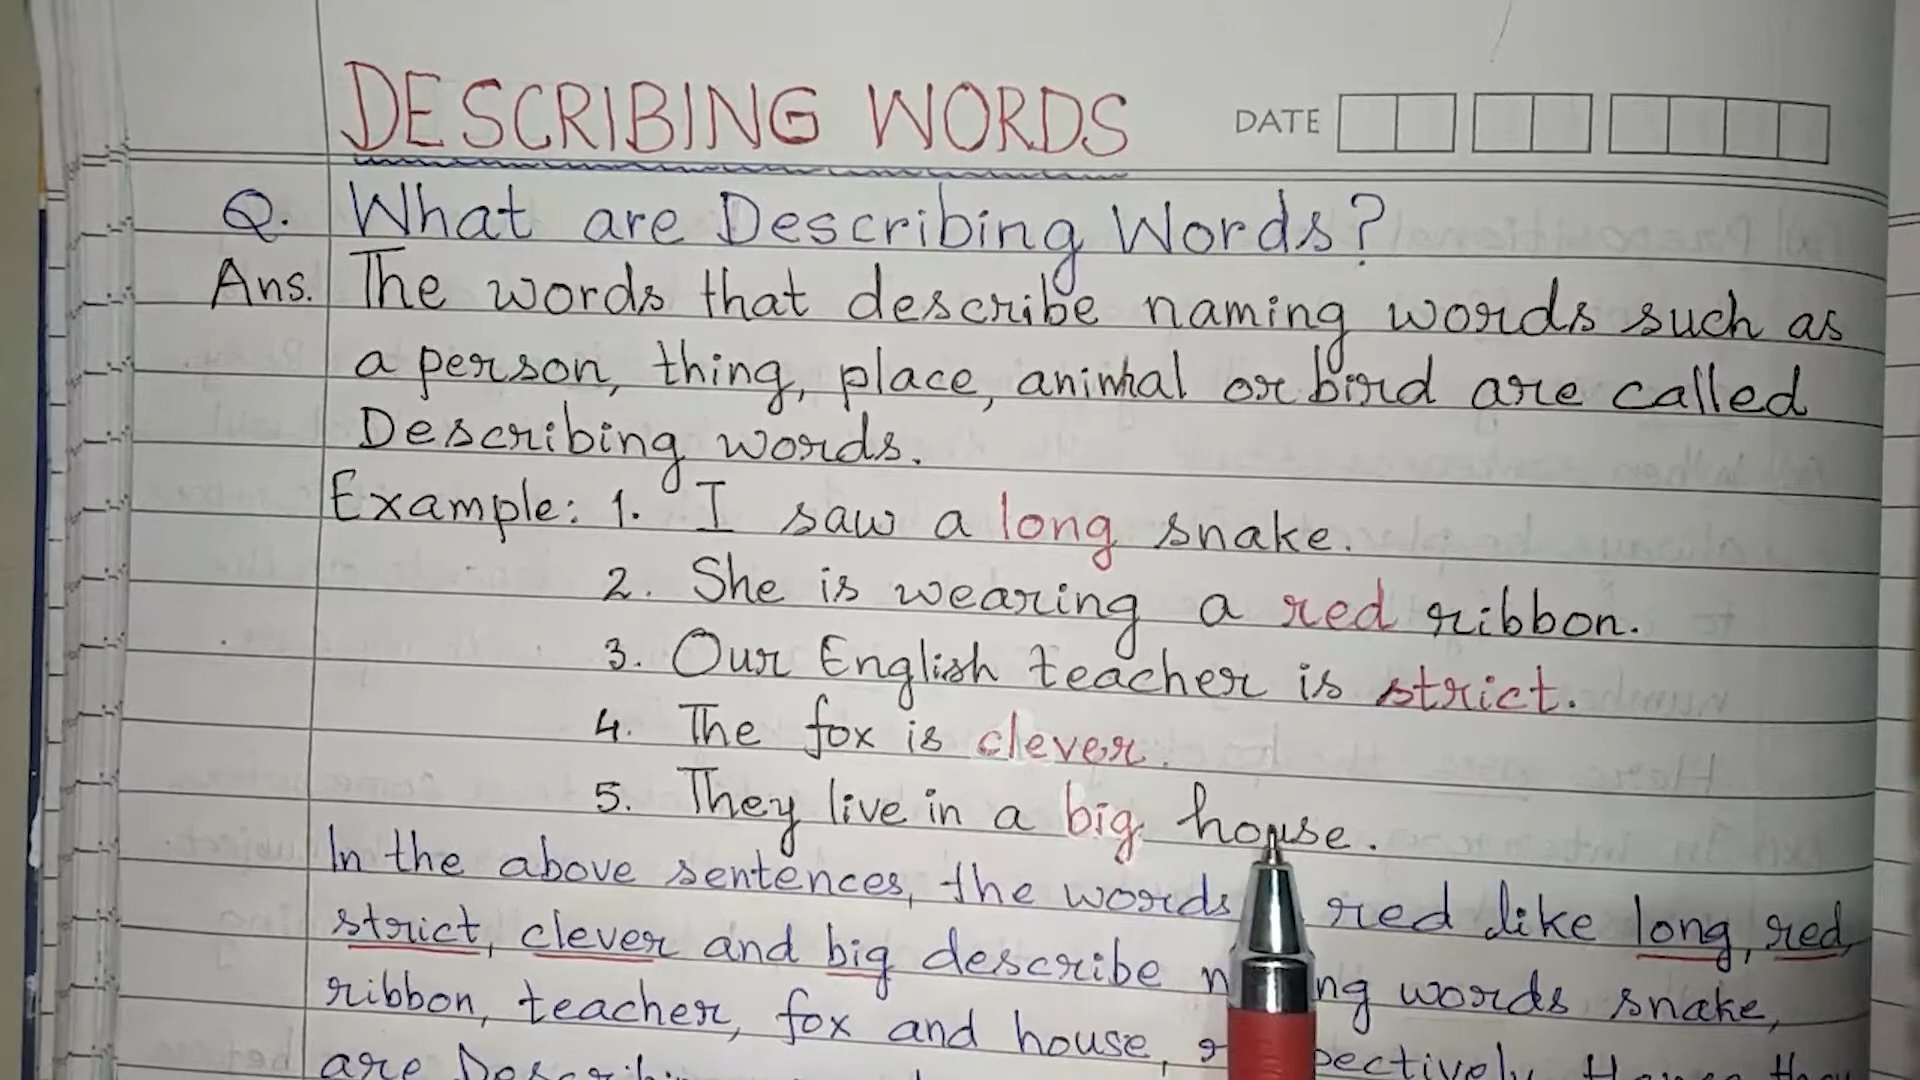 DESCRIBING WORDS DATE
Q. What are Describing Words?
Ans. The words that describe naming words such as
a person, thing, place, animal or bird are called
Describing words.
Example: 1. I saw a long snake.
2. She is wearing a red ribbon.
3. Our English teacher is strict.
4. The fox is clever.
5. They live in a big house.
In the above sentences, the words red like long, red,
strict, clever and big describe words snake,
ribbon, teacher, fox and house,
are